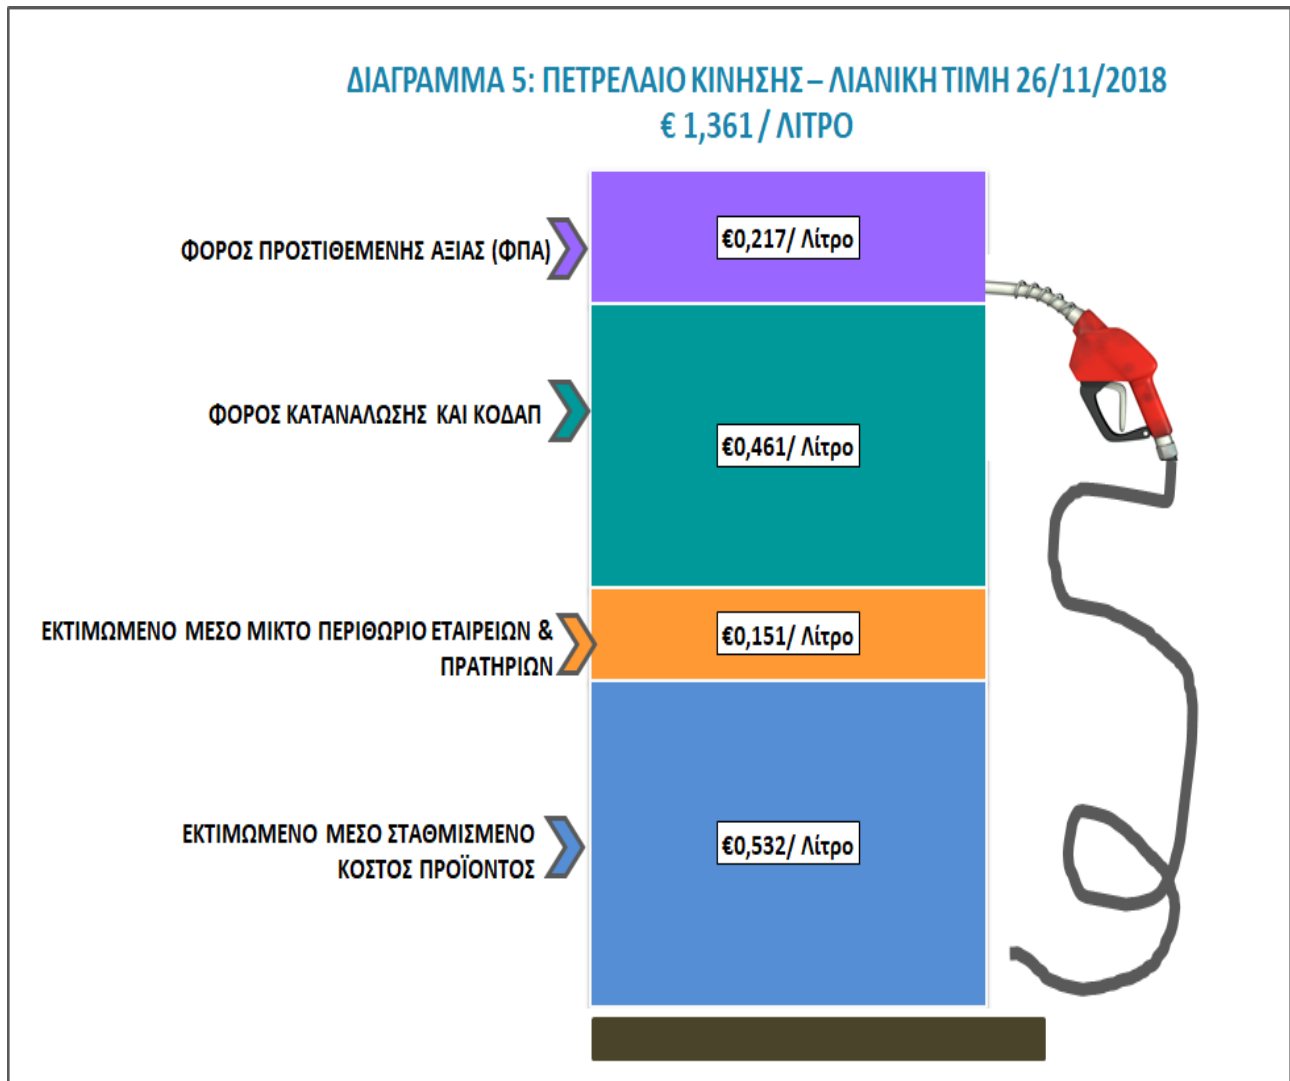 ΔΙΑΓΡΑΜΜΑ 5: ΠΕΤΡΕΛΑΙΟ ΚΙΝΗΣΗΣ – ΛΙΑΝΙΚΗ ΤΙΜΗ 26/11/2018
€ 1,361 / ΛΙΤΡΟ
ΦΟΡΟΣ ΠΡΟΣΤΙΘΕΜΕΝΗΣ ΑΞΙΑΣ (ΦΠΑ)
€0,217/ Λίτρο
ΦΟΡΟΣ ΚΑΤΑΝΑΛΩΣΗΣ ΚΑΙ ΚΟΔΑΠ
€0,461/ Λίτρο
ΕΚΤΙΜΩΜΕΝΟ ΜΕΣΟ ΜΙΚΤΟ ΠΕΡΙΘΩΡΙΟ ΕΤΑΙΡΕΙΩΝ &
ΠΡΑΤΗΡΙΩΝ
€0,151/ Λίτρο
ΕΚΤΙΜΩΜΕΝΟ ΜΕΣΟ ΣΤΑΘΜΙΣΜΕΝΟ
ΚΟΣΤΟΣ ΠΡΟΪΟΝΤΟΣ
€0,532/ Λίτρο